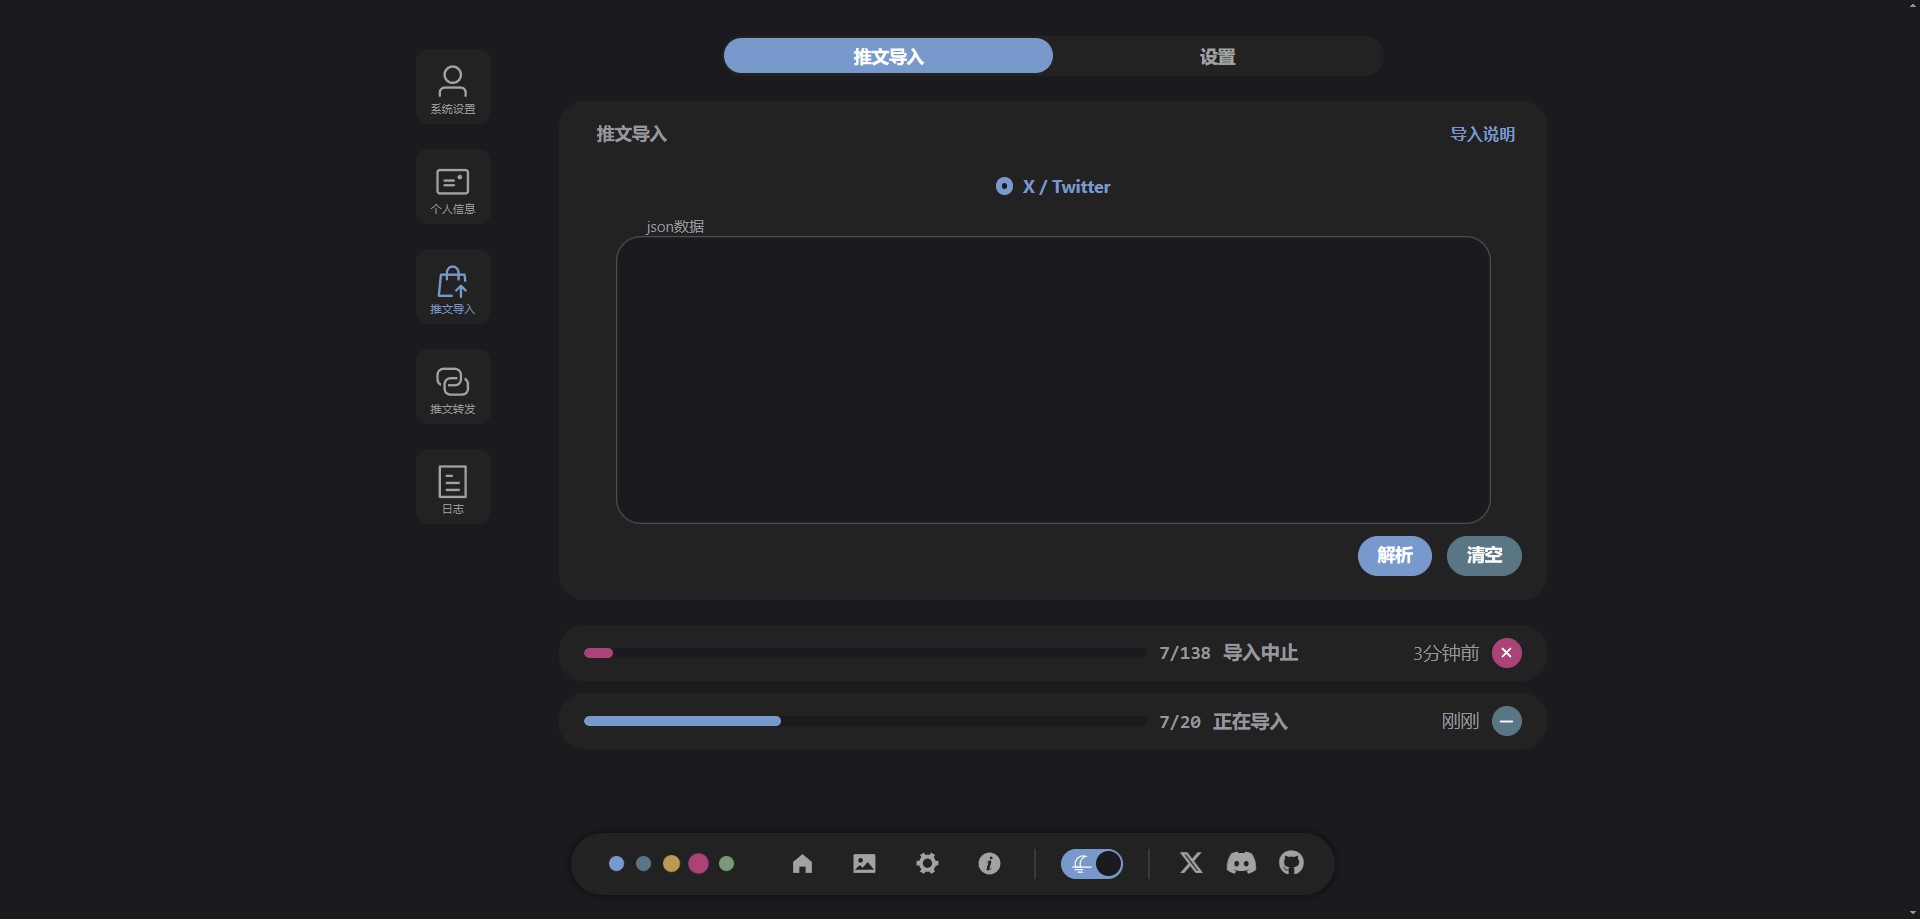 推文导入
设置
系统设置
个人信息
推文导入
推文转发
日志
推文导入
导入说明
X / Twitter
json数据
解析
清空
7/138 导入中止
3分钟前
7/20 正在导入
刚刚